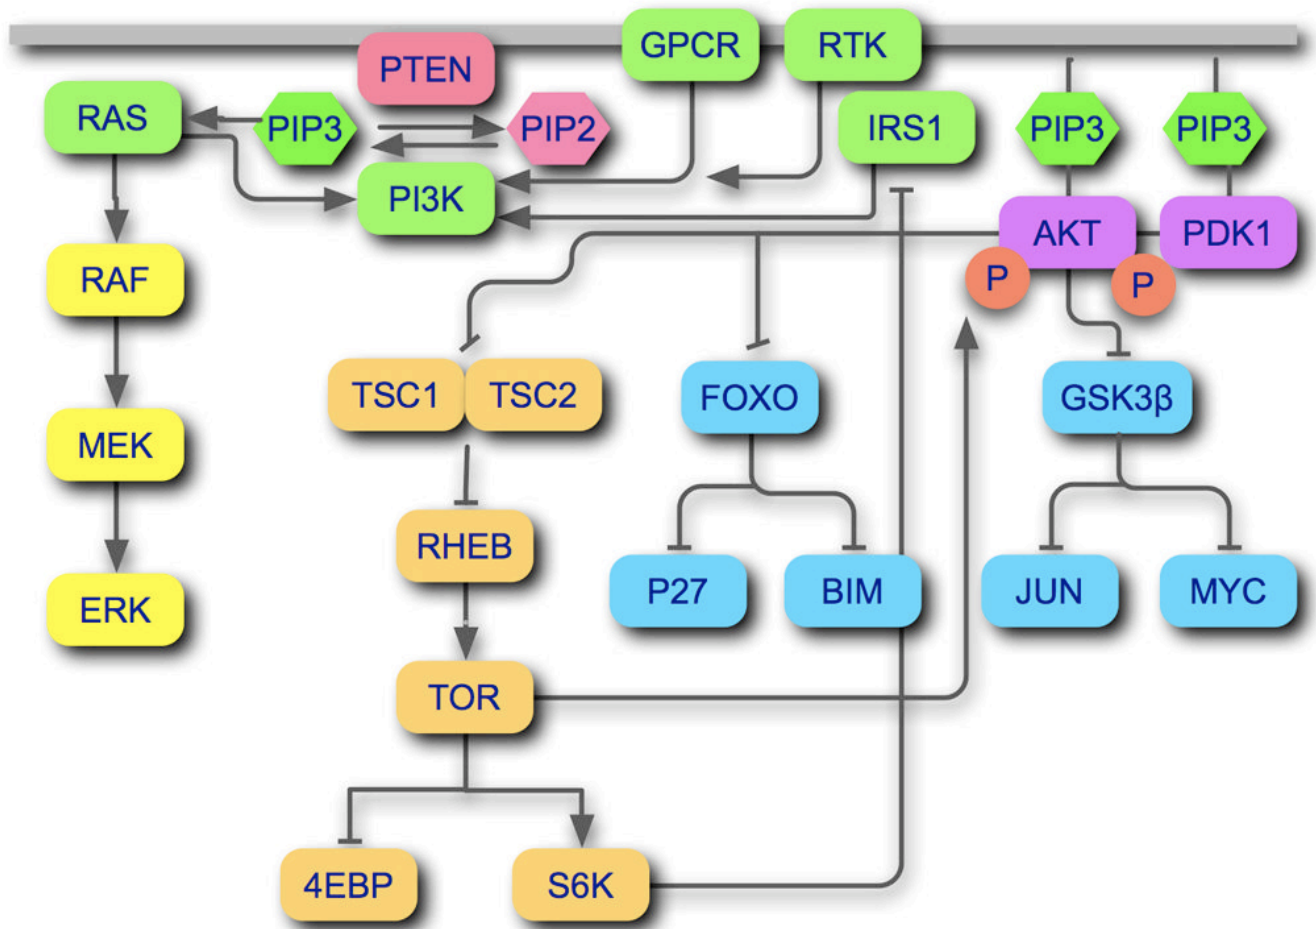 GPCR
RTK
PTEN
RAS
PIP3
PIP2
IRS1
PIP3
PIP3
PI3K
AKT
PDK1
P
P
RAF
TSC1
TSC2
FOXO
GSK3β
MEK
RHEB
P27
BIM
JUN
MYC
ERK
TOR
4EBP
S6K